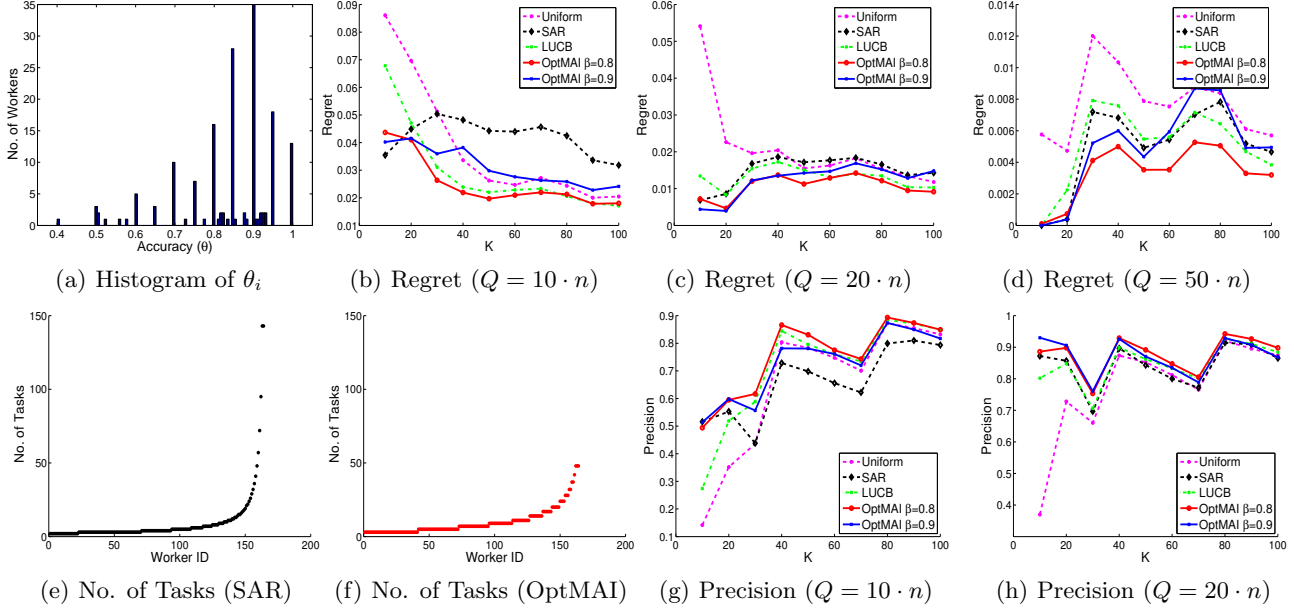 No. of Workers
35
30
25
20
15
10
5
0
0.4 0.5 0.6 0.7 0.8 0.9 1
Accuracy (θ)
(a) Histogram of θi
Regret
0.09
0.08
0.07
0.06
0.05
0.04
0.03
0.02
0.01
0 20 40 60 80 100
K
Uniform
SAR
LUCB
OptMAI β=0.8
OptMAI β=0.9
(b) Regret (Q = 10 · n)
Regret
0.06
0.05
0.04
0.03
0.02
0.01
0
0 20 40 60 80 100
K
Uniform
SAR
LUCB
OptMAI β=0.8
OptMAI β=0.9
(c) Regret (Q = 20 · n)
Regret
0.014
0.012
0.01
0.008
0.006
0.004
0.002
0
0 20 40 60 80 100
K
Uniform
SAR
LUCB
OptMAI β=0.8
OptMAI β=0.9
(d) Regret (Q = 50 · n)
No. of Tasks
150
100
50
0
0 50 100 150 200
Worker ID
(e) No. of Tasks (SAR)
No. of Tasks
150
100
50
0
0 50 100 150 200
Worker ID
(f) No. of Tasks (OptMAI)
Precision
0.9
0.8
0.7
0.6
0.5
0.4
0.3
0.2
0.1
0 20 40 60 80 100
K
Uniform
SAR
LUCB
OptMAI β=0.8
OptMAI β=0.9
(g) Precision (Q = 10 · n)
Precision
1
0.9
0.8
0.7
0.6
0.5
0.4
0.3
0 20 40 60 80 100
K
Uniform
SAR
LUCB
OptMAI β=0.8
OptMAI β=0.9
(h) Precision (Q = 20 · n)